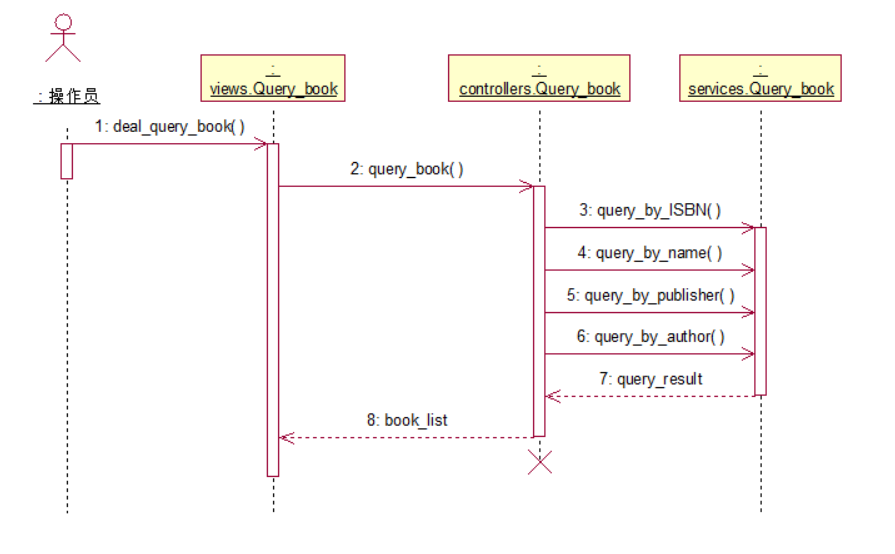 : 操作员
:
views.Query_book
:
controllers.Query_book
:
services.Query_book
1: deal_query_book( )
2: query_book( )
3: query_by_ISBN( )
4: query_by_name( )
5: query_by_publisher( )
6: query_by_author( )
7: query_result
8: book_list